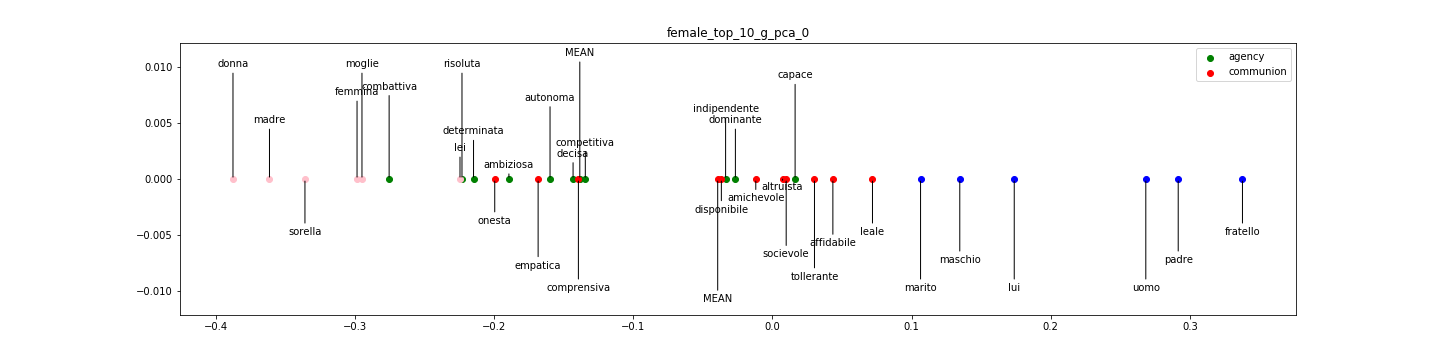 female_top_10_g_pca_0
agency
communion
MEAN
donna
moglie
risoluta
capace
femmina
combattiva
autonoma
indipendente
madre
dominante
determinata
lei
competitiva
decisa
ambiziosa
altruista
amichevole
disponibile
onesta
sorella
leale
fratello
affidabile
socievole
maschio
padre
empatica
tollerante
comprensiva
marito
lui
uomo
MEAN
0.010
0.005
0.000
−0.005
−0.010
−0.4
−0.3
−0.2
−0.1
0.0
0.1
0.2
0.3